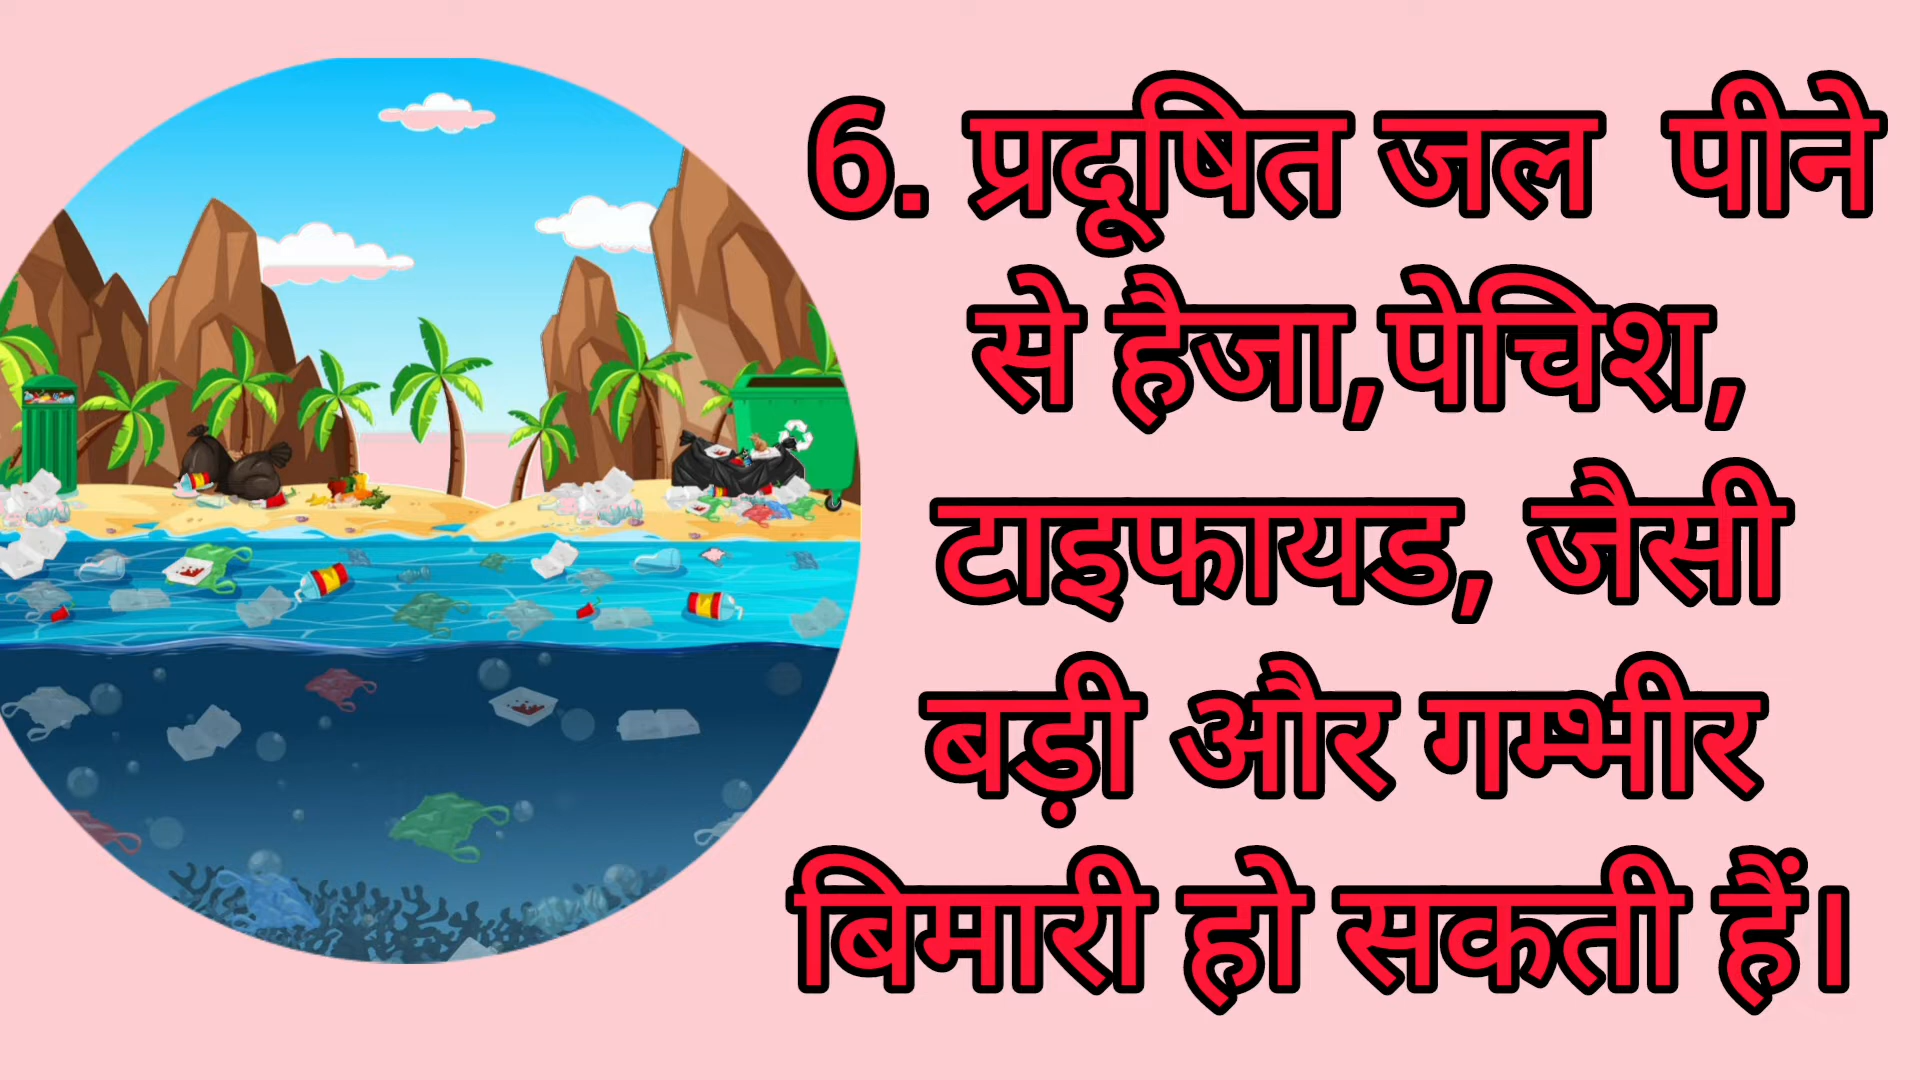 6. प्रदूषित जल  पीने
से हैजा,पेचिश,
टाइफायड, जैसी
बड़ी और गम्भीर
बिमारी हो सकती हैं।